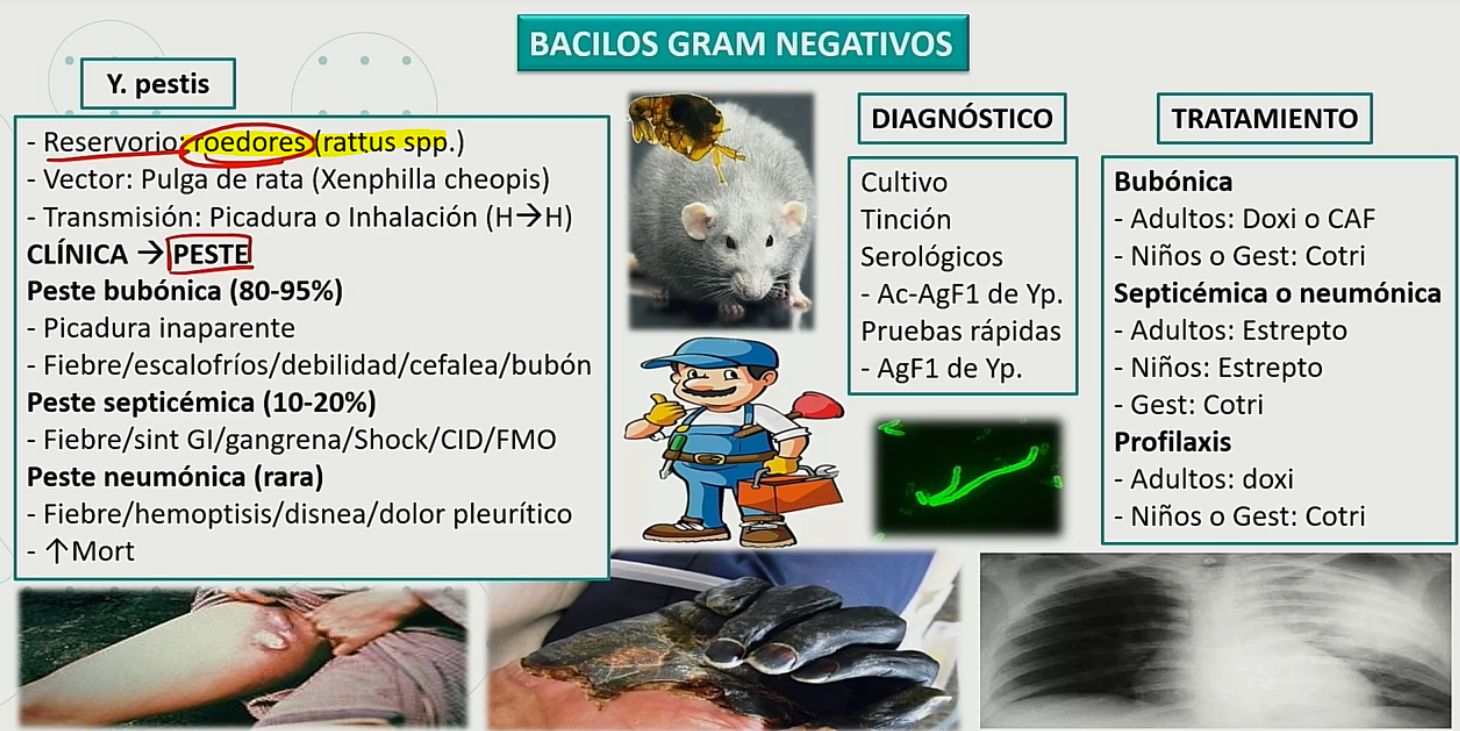 BACILOS GRAM NEGATIVOS
Y. pestis
- Reservorio: roedores (rattus spp.)
- Vector: Pulga de rata (Xenphilla cheopis)
- Transmisión: Picadura o Inhalación (H→H)
CLÍNICA → PESTE
Peste bubónica (80-95%)
- Picadura inaparente
- Fiebre/escalofríos/debilidad/cefalea/bubón
Peste septicémica (10-20%)
- Fiebre/sint GI/gangrena/Shock/CID/FMO
Peste neumónica (rara)
- Fiebre/hemoptisis/disnea/dolor pleurítico
- ↑Mort
DIAGNÓSTICO
Cultivo
Tinción
Serológicos
- Ac-AgF1 de Yp.
Pruebas rápidas
- AgF1 de Yp.
TRATAMIENTO
Bubónica
- Adultos: Doxi o CAF
- Niños o Gest: Cotri
Septicémica o neumónica
- Adultos: Estrepto
- Niños: Estrepto
- Gest: Cotri
Profilaxis
- Adultos: doxi
- Niños o Gest: Cotri